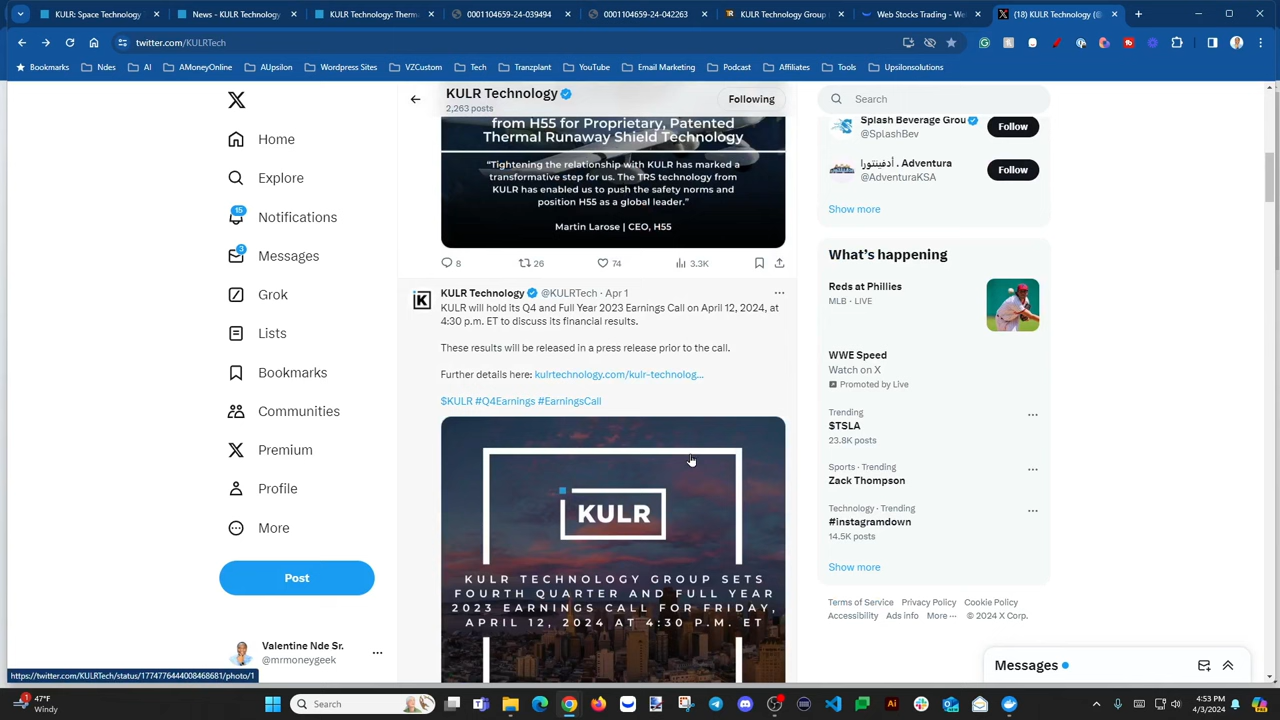 KULR: Space Technology
News - KULR Technology
KULR Technology: Therma
0001104659-24-039494
0001104659-24-042263
KULR Technology Group
Web Stocks Trading - We
(18) KULR Technology (@
twitter.com/KULRTech
Bookmarks
Ndes
AI
AMoneyOnline
AUpsilon
Wordpress Sites
VZCustom
Tech
Tranzplant
YouTube
Email Marketing
Podcast
Affiliates
Tools
Upsilonsolutions
Home
Explore
15
Notifications
3
Messages
Grok
Lists
Bookmarks
Communities
Premium
Profile
More
Post
Valentine Nde Sr.
@mrmoneygeek
KULR Technology
2,263 posts
Following
from H55 for Proprietary, Patented
Thermal Runaway Shield Technology
“Tightening the relationship with KULR has marked a
transformative step for us. The TRS technology from
KULR has enabled us to push the safety norms and
position H55 as a global leader.”
Martin Larose | CEO, H55
8 26 74 3.3K
KULR Technology @KULRTech · Apr 1
KULR will hold its Q4 and Full Year 2023 Earnings Call on April 12, 2024, at
4:30 p.m. ET to discuss its financial results.
These results will be released in a press release prior to the call.
Further details here: kulrtechnology.com/kulr-technolog...
$KULR #Q4Earnings #EarningsCall
KULR
KULR TECHNOLOGY GROUP SETS
FOURTH QUARTER AND FULL YEAR
2023 EARNINGS CALL FOR FRIDAY,
APRIL 12, 2024 AT 4:30 P.M. ET
Search
Splash Beverage Grou
@SplashBev
Follow
أدفينتورا . Adventura
@AdventuraKSA
Follow
Show more
What's happening
Reds at Phillies
MLB · LIVE
WWE Speed
Watch on X
Promoted by Live
Trending
$TSLA
23.8K posts
Sports · Trending
Zack Thompson
Technology · Trending
#instagramdown
14.5K posts
Show more
Terms of Service Privacy Policy Cookie Policy
Accessibility Ads info More ··· © 2024 X Corp.
Messages
https://twitter.com/KULRTech/status/1774776444008468681/photo/1
1
47°F
Windy
Search
4:53 PM
4/3/2024